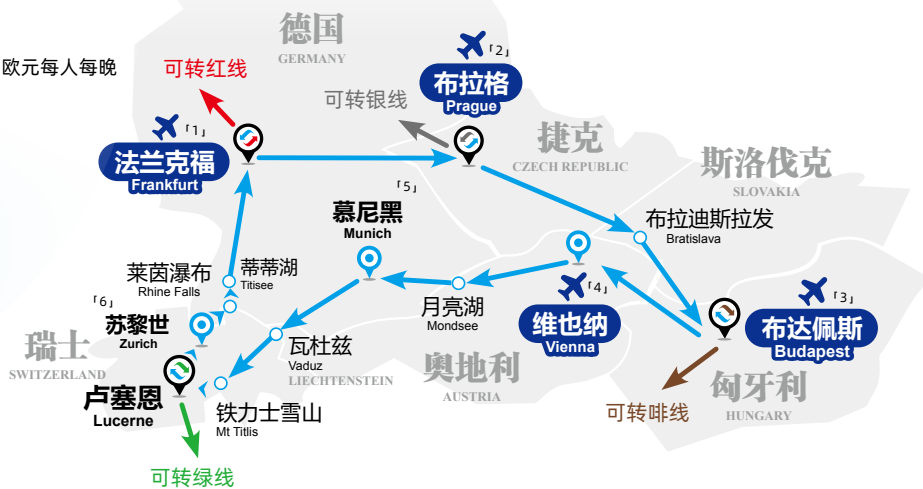 德国
GERMANY
欧元每人每晚
可转红线
「2」
布拉格
Prague
可转银线
「1」
法兰克福
Frankfurt
捷克
CZECH REPUBLIC
斯洛伐克
SLOVAKIA
「5」
慕尼黑
Munich
布拉迪斯拉发
Bratislava
莱茵瀑布
Rhine Falls
蒂蒂湖
Titisee
「6」
苏黎世
Zurich
月亮湖
Mondsee
「4」
维也纳
Vienna
「3」
布达佩斯
Budapest
瑞士
SWITZERLAND
瓦杜兹
Vaduz
LIECHTENSTEIN
奥地利
AUSTRIA
匈牙利
HUNGARY
卢塞恩
Lucerne
铁力士雪山
Mt Titlis
可转啡线
可转绿线